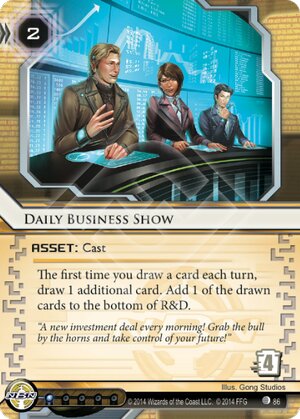 2
DAILY BUSINESS SHOW
ASSET: Cast
The first time you draw a card each turn,
draw 1 additional card. Add 1 of the drawn
cards to the bottom of R&D.
"A new investment deal every morning! Grab the bull
by the horns and take control of your future!"
4
Illus. Gong Studios
NBN
© 2014 Wizards of the Coast LLC. © 2014 FFG
86